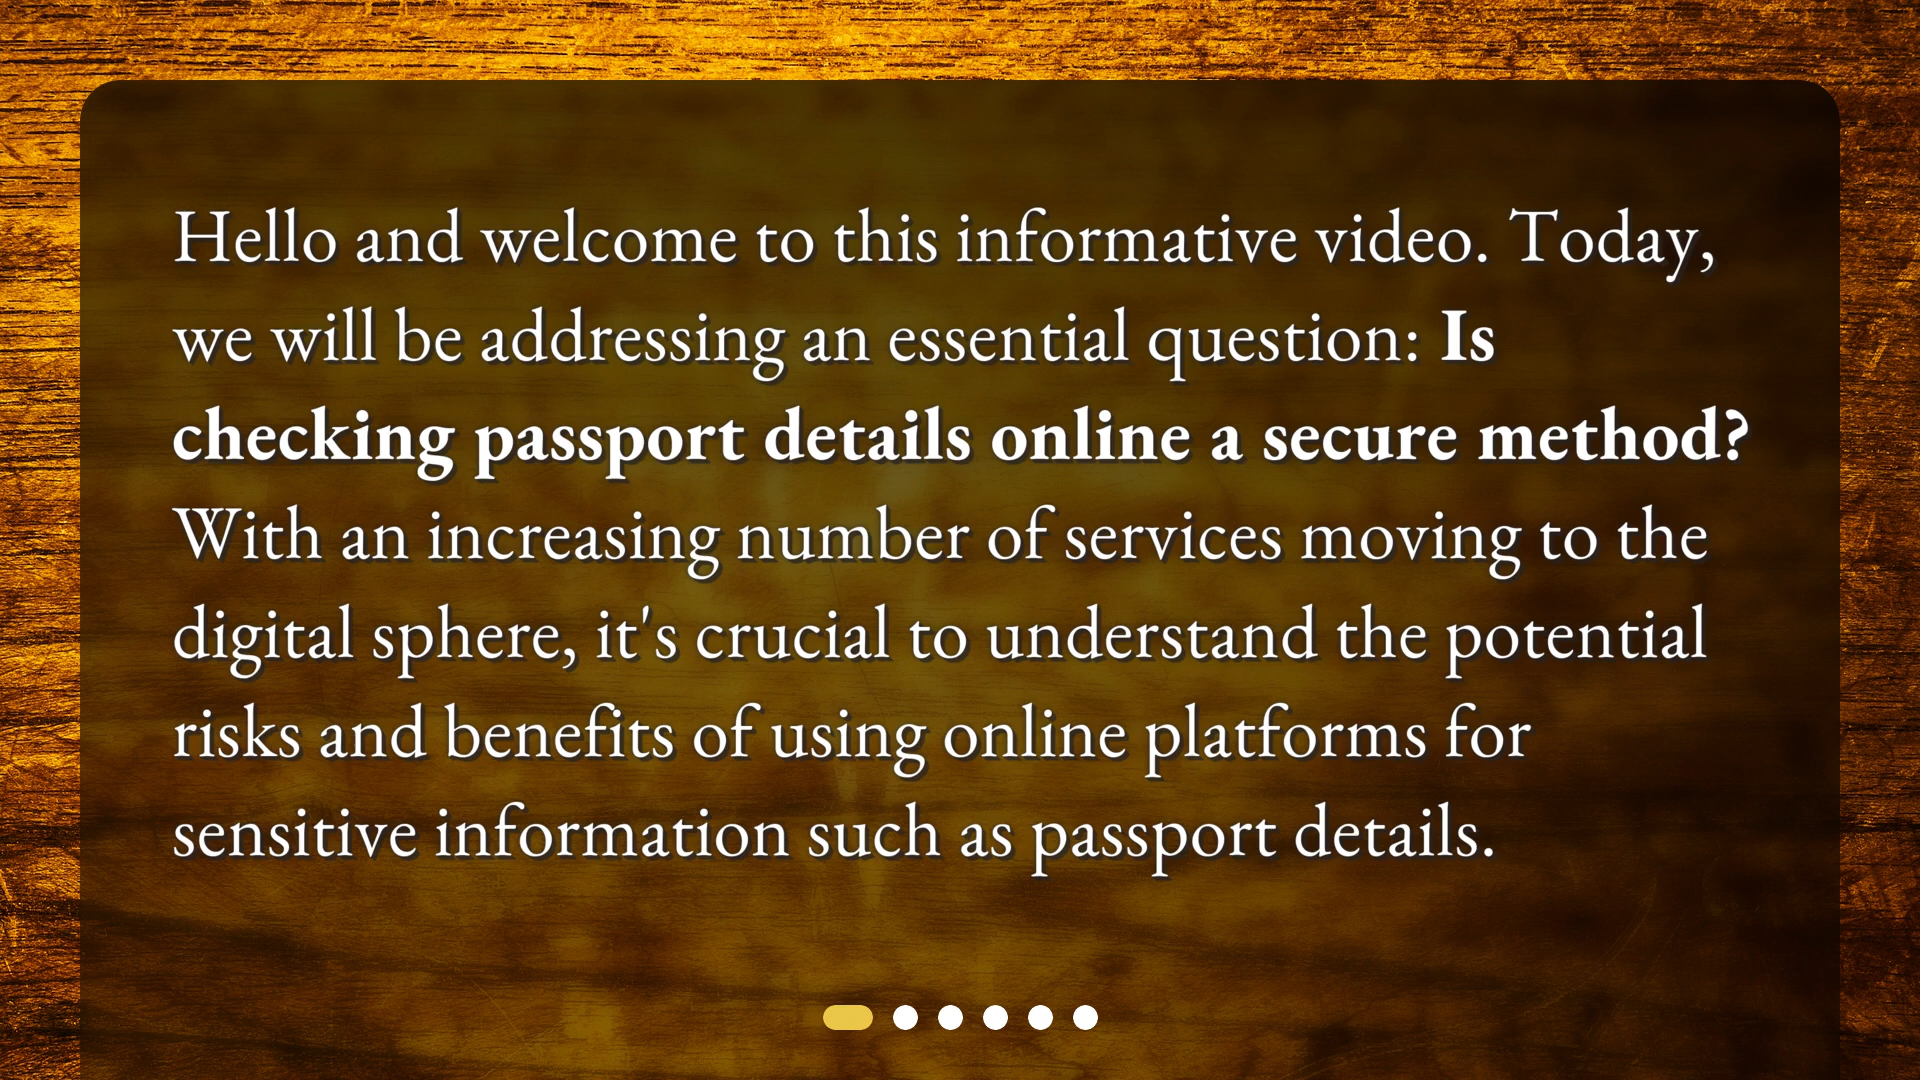 Hello and welcome to this informative video. Today,
we will be addressing an essential question: Is
checking passport details online a secure method?
With an increasing number of services moving to the
digital sphere, it's crucial to understand the potential
risks and benefits of using online platforms for
sensitive information such as passport details.